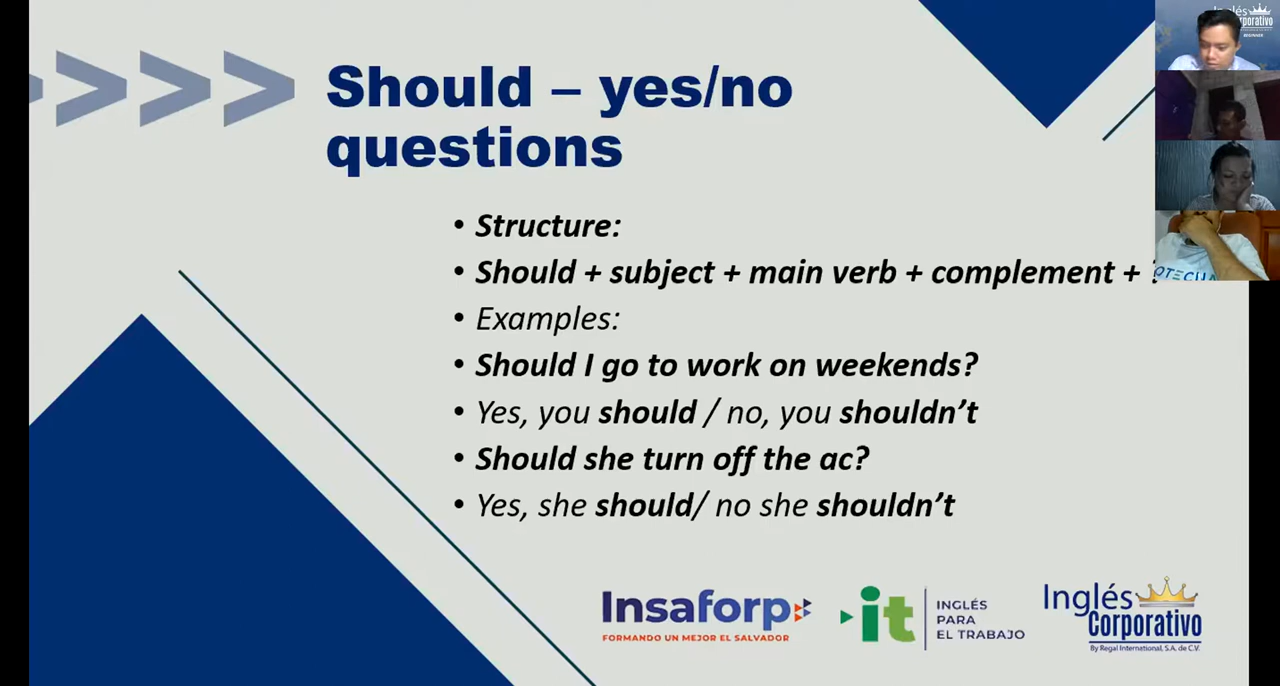 Should – yes/no
questions
• Structure:
• Should + subject + main verb + complement + ?
• Examples:
• Should I go to work on weekends?
• Yes, you should / no, you shouldn’t
• Should she turn off the ac?
• Yes, she should/ no she shouldn’t
Insaforp
FORMANDO UN MEJOR EL SALVADOR
it
INGLÉS
PARA
EL TRABAJO
Inglés
Corporativo
By Regal International, S.A. de C.V.